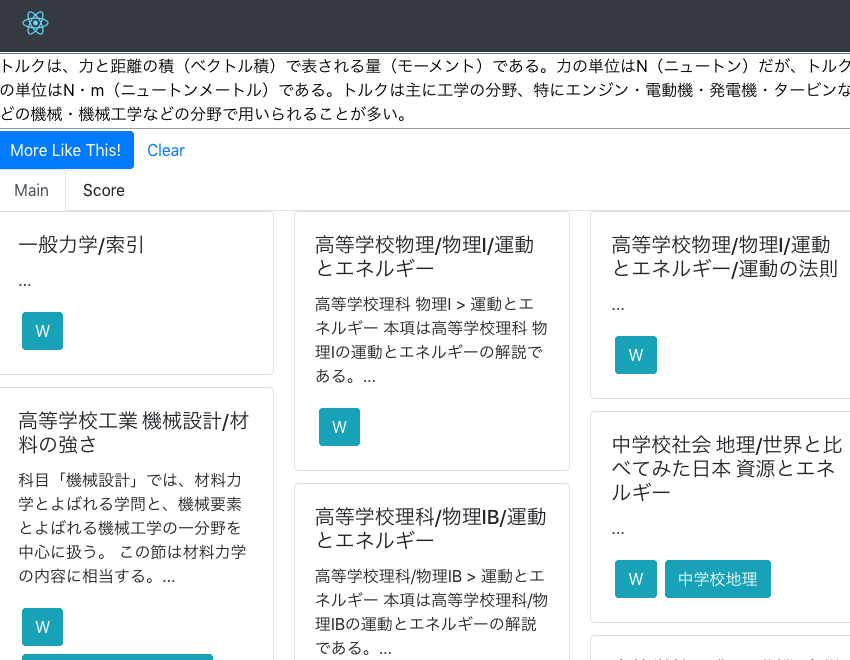 トルクは、力と距離の積（ベクトル積）で表される量（モーメント）である。力の単位はN（ニュートン）だが、トルク
の単位はN・m（ニュートンメートル）である。トルクは主に工学の分野、特にエンジン・電動機・発電機・タービンな
どの機械・機械工学などの分野で用いられることが多い。
More Like This! Clear
Main Score
一般力学/索引
...
W
高等学校工業 機械設計/材
料の強さ
科目「機械設計」では、材料力
学とよばれる学問と、機械要素
とよばれる機械工学の一分野を
中心に扱う。 この節は材料力学
の内容に相当する。...
W
高等学校物理/物理I/運動
とエネルギー
高等学校理科 物理I > 運動とエ
ネルギー 本項は高等学校理科 物
理Iの運動とエネルギーの解説で
ある。...
W
高等学校理科/物理IB/運動
とエネルギー
高等学校理科/物理IB > 運動とエ
ネルギー 本項は高等学校理科/物
理IBの運動とエネルギーの解説
である。...
高等学校物理/物理I/運動
とエネルギー/運動の法則
...
W
中学校社会 地理/世界と比
べてみた日本 資源とエネ
ルギー
...
W 中学校地理